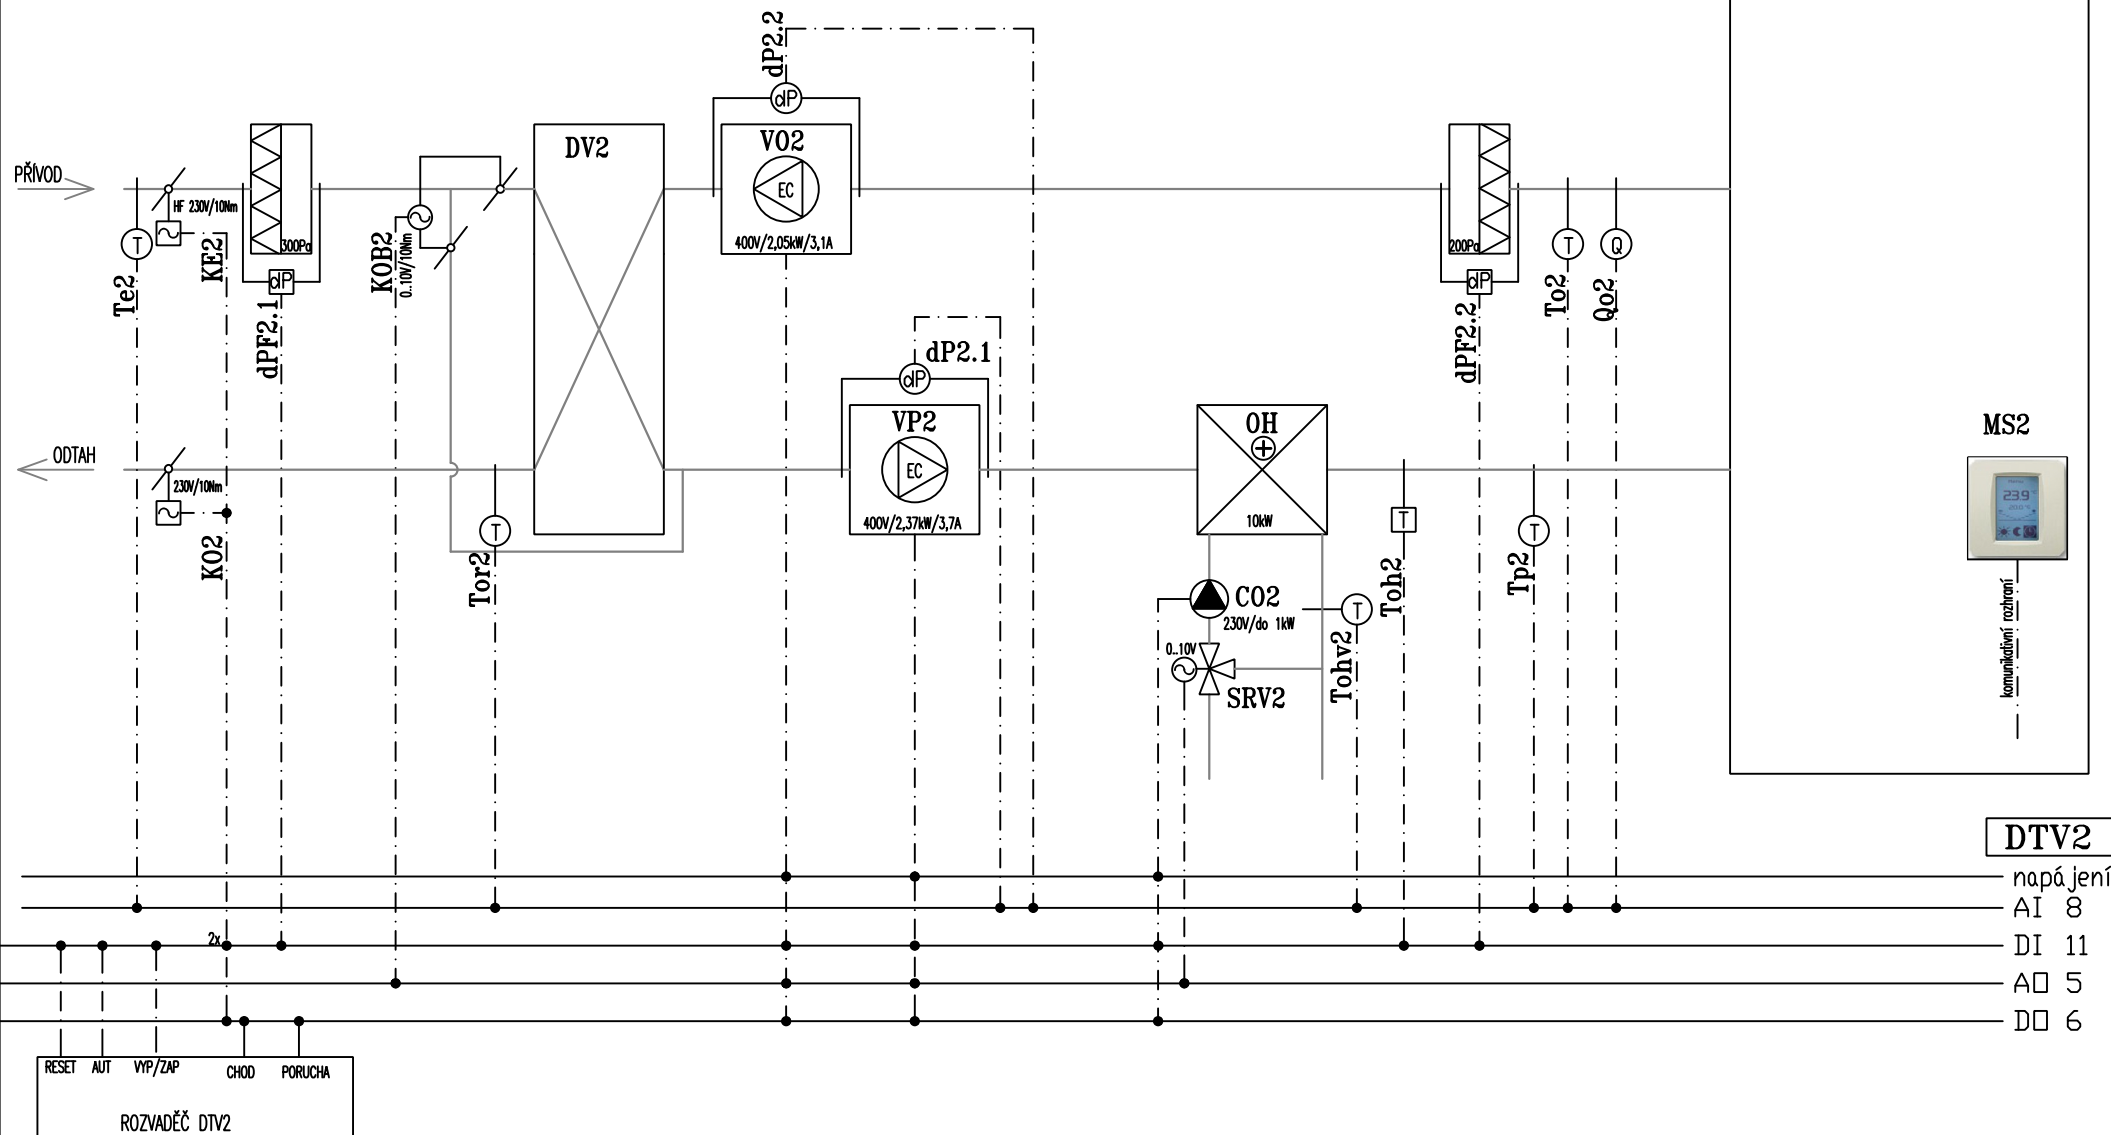 dP2.2
dP
PŘÍVOD
HF 230V/10Nm
T
Te2
KE2
300Pa
dP
dPF2.1
KOB2
0..10V/10Nm
DV2
VO2
EC
400V/2,05kW/3,1A
200Pa
dP
dPF2.2
T
To2
Q
Qo2
dP2.1
dP
VP2
EC
400V/2,37kW/3,7A
ODTAH
230V/10Nm
KO2
T
Tor2
OH
10kW
T
Toh2
T
Tp2
MS2
23.9
CO2
230V/do 1kW
0..10V
SRV2
T
Tohv2
komunikativní rozhraní
DTV2
napájení
AI 8
2x
DI 11
AO 5
DO 6
RESET AUT VYP/ZAP CHOD PORUCHA
ROZVADĚČ DTV2